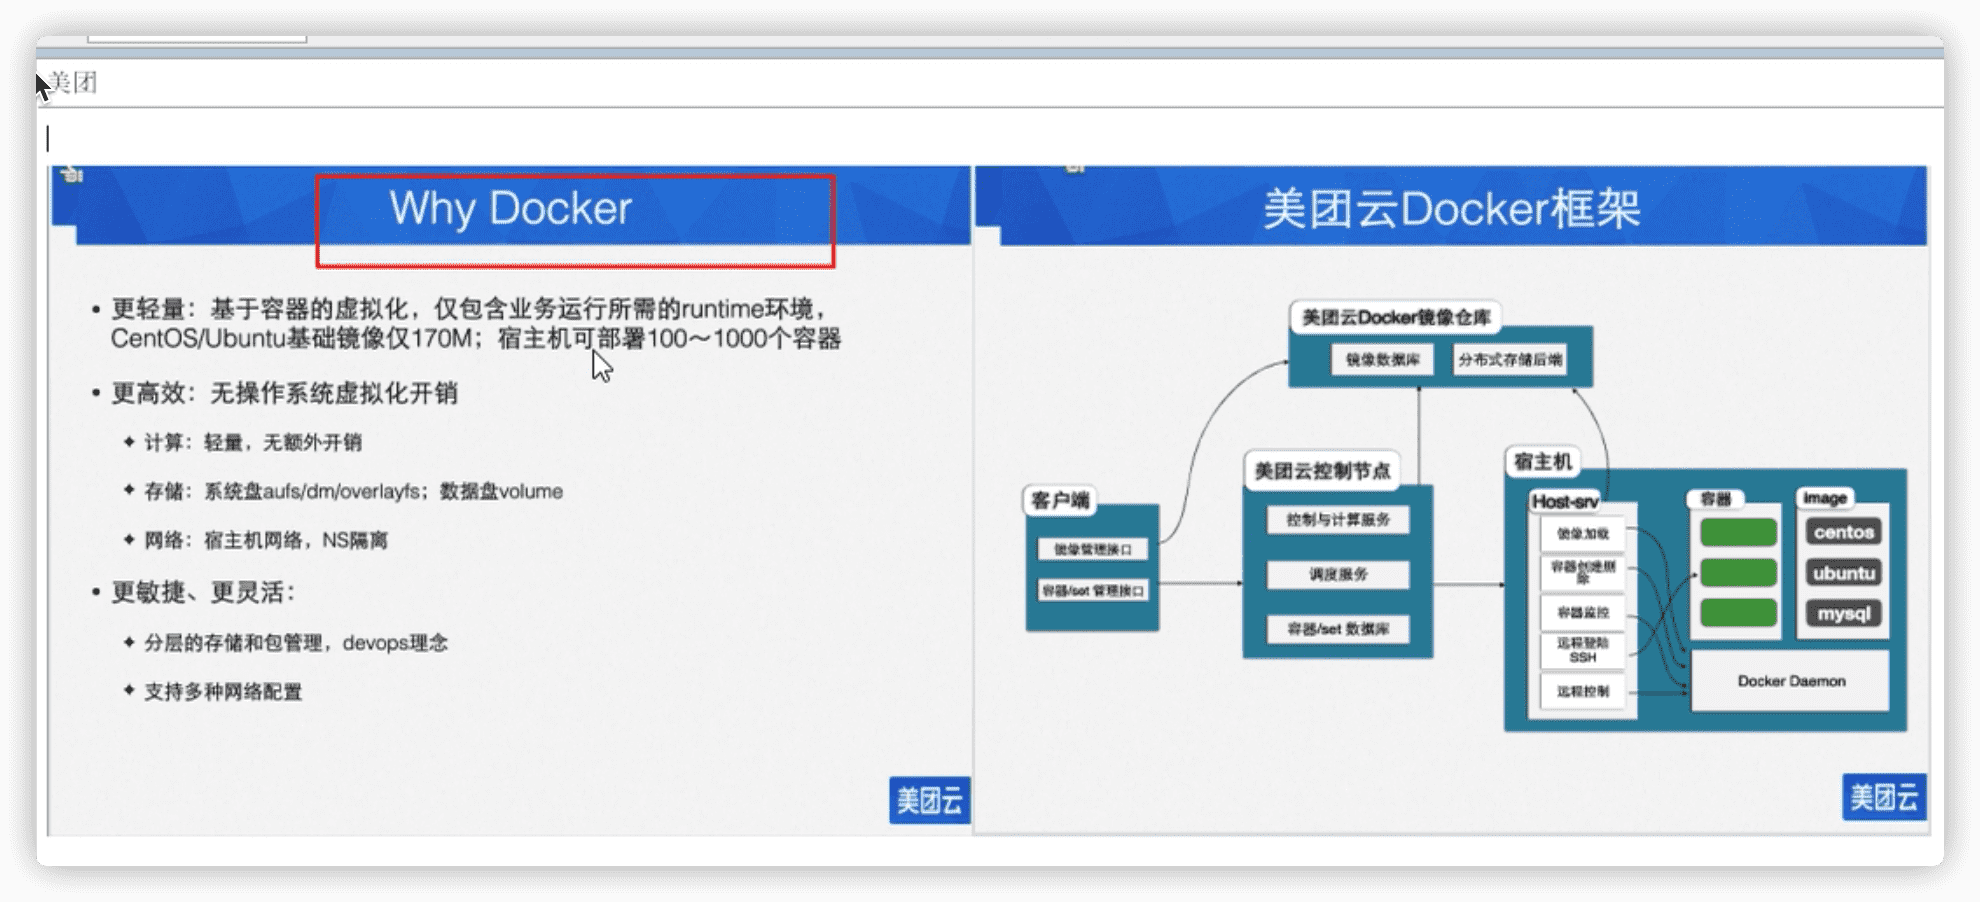 美团
Why Docker
• 更轻量：基于容器的虚拟化，仅包含业务运行所需的runtime环境，
CentOS/Ubuntu基础镜像仅170M；宿主机可部署100～1000个容器
• 更高效：无操作系统虚拟化开销
◆ 计算：轻量，无额外开销
◆ 存储：系统盘aufs/dm/overlayfs；数据盘volume
◆ 网络：宿主机网络，NS隔离
• 更敏捷、更灵活：
◆ 分层的存储和包管理，devops理念
◆ 支持多种网络配置
美团云
美团云Docker框架
美团云Docker镜像仓库
镜像数据库
分布式存储后端
客户端
镜像管理接口
容器/set 管理接口
美团云控制节点
控制与计算服务
调度服务
容器/set 数据库
宿主机
Host-srv
镜像加载
容器创建删
除
容器监控
远程登陆
SSH
远程控制
容器
image
centos
ubuntu
mysql
Docker Daemon
美团云